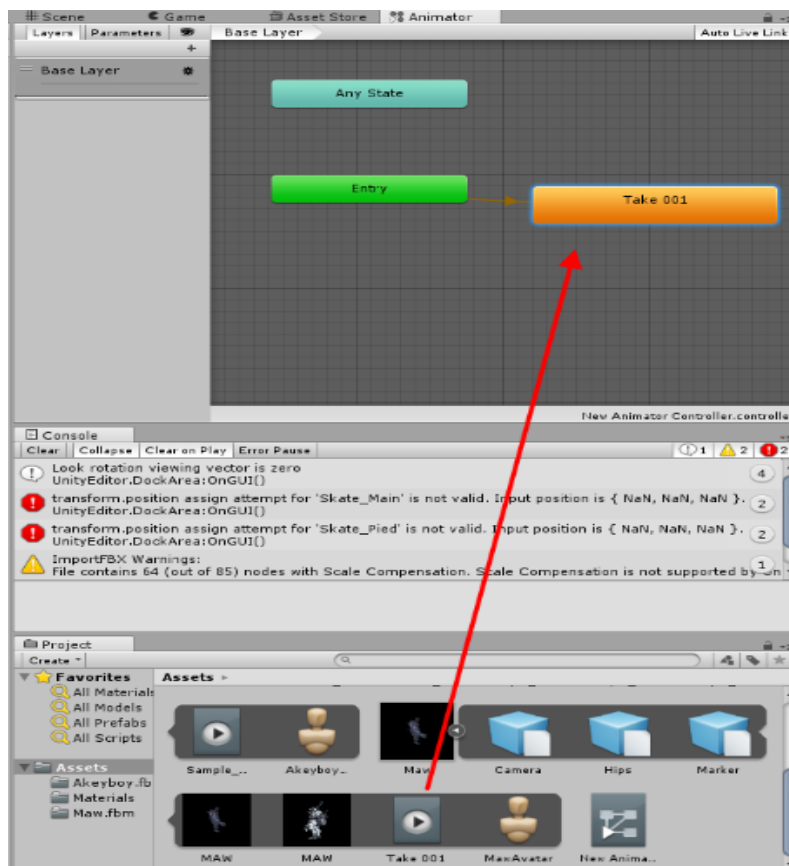 Scene Game Asset Store Animator
Layers Parameters Base Layer Auto Live Link
+
Base Layer
Any State
Entry
Take 001
New Animator Controller.controlle
Console
Clear Collapse Clear on Play Error Pause 1 2 2
Look rotation viewing vector is zero
UnityEditor.DockArea:OnGUI()
4
transform.position assign attempt for 'Skate_Main' is not valid. Input position is { NaN, NaN, NaN }.
UnityEditor.DockArea:OnGUI()
2
transform.position assign attempt for 'Skate_Pied' is not valid. Input position is { NaN, NaN, NaN }.
UnityEditor.DockArea:OnGUI()
2
ImportFBX Warnings:
File contains 64 (out of 85) nodes with Scale Compensation. Scale Compensation is not supported by
1
Project
Create
Favorites
All Materials
All Models
All Prefabs
All Scripts
Assets
Akeyboy.fb
Materials
Maw.fbm
Assets
Sample_.. Akeyboy.. Maw Camera Hips Marker
MAW MAW Take 001 MaxAvatar New Anima..